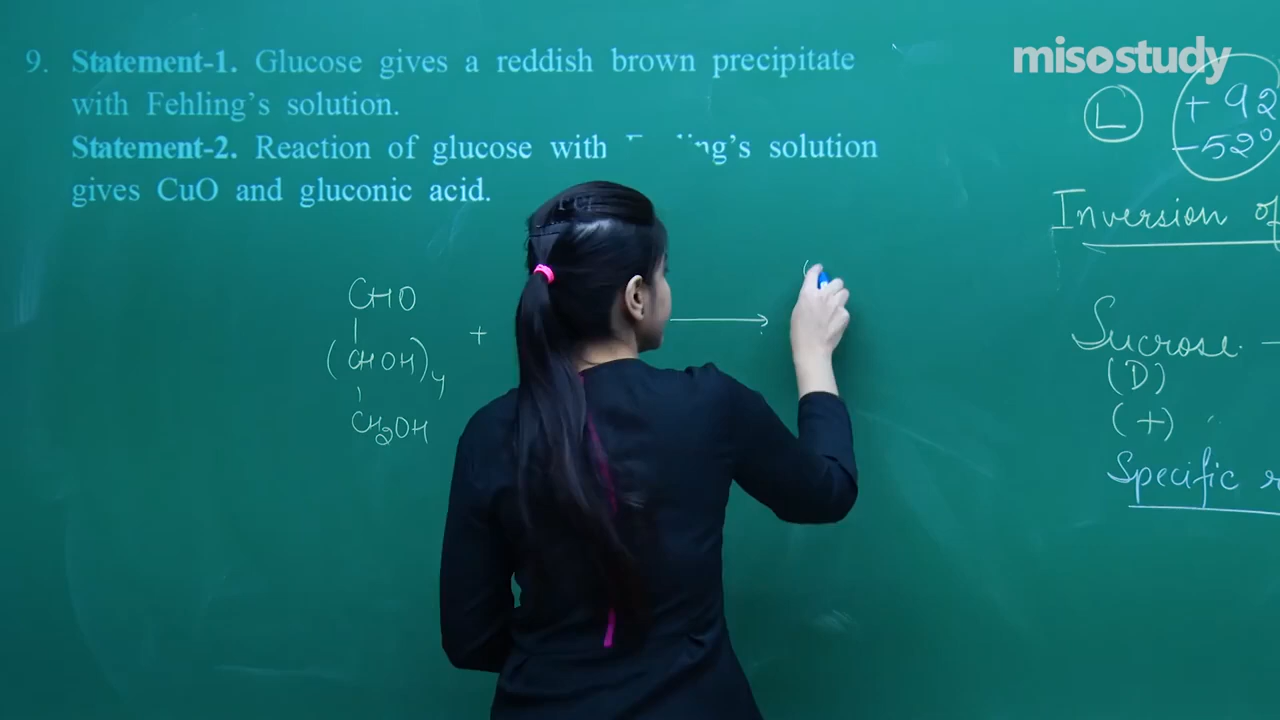 9. Statement-1. Glucose gives a reddish brown precipitate
with Fehling's solution.
Statement-2. Reaction of glucose with solution
gives CuO and gluconic acid.
misostudy
L
+ 92
-52°
Inversion of
CHO
(CHOH)4
CH2OH
+
Sucrose
(D)
(+)
Specific